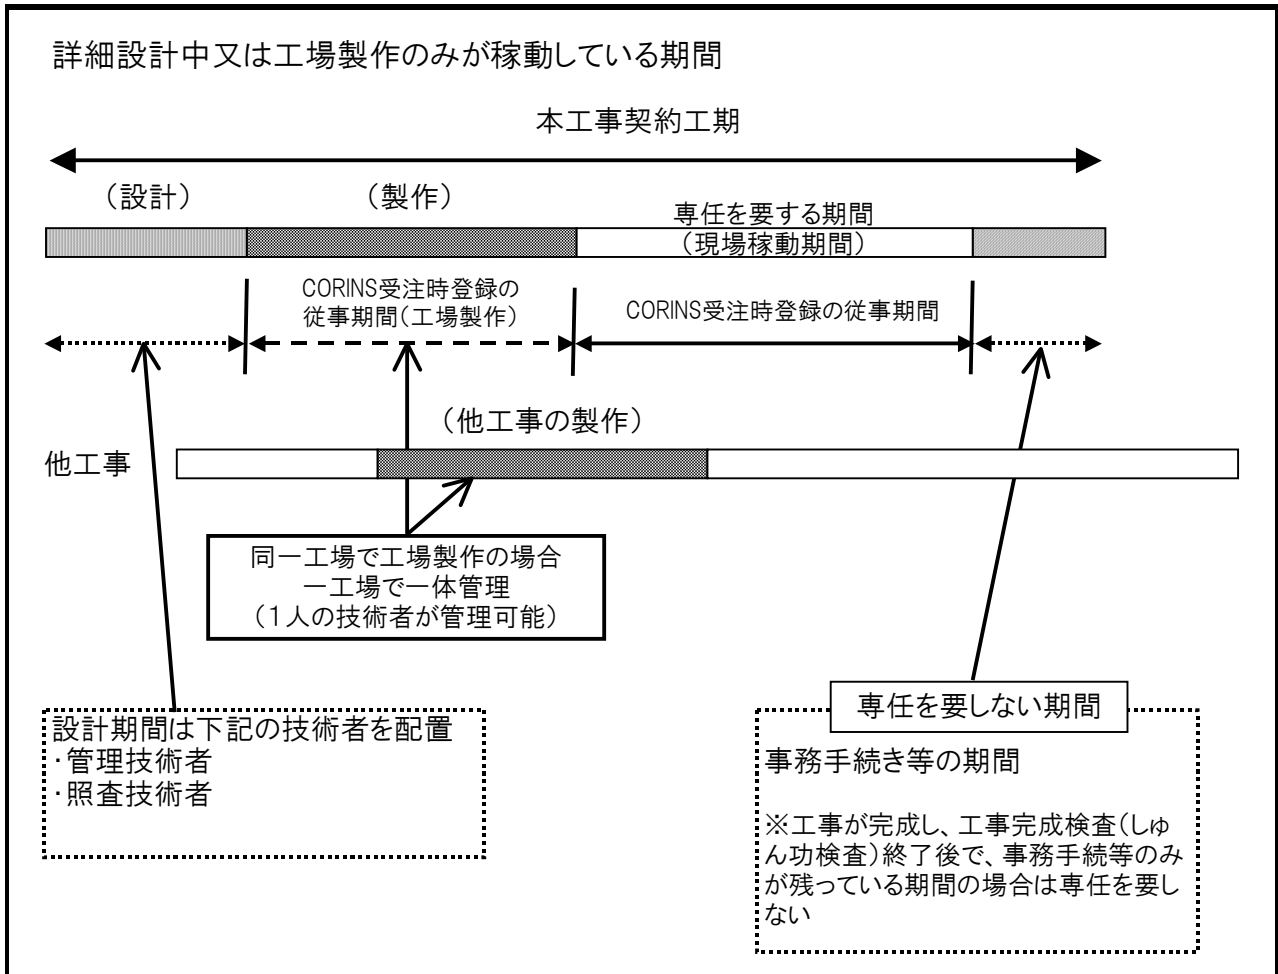 詳細設計中又は工場製作のみが稼動している期間
本工事契約工期
（設計）
（製作）
専任を要する期間
（現場稼動期間）
CORINS受注時登録の
従事期間（工場製作）
CORINS受注時登録の従事期間
（他工事の製作）
他工事
同一工場で工場製作の場合
一工場で一体管理
（１人の技術者が管理可能）
設計期間は下記の技術者を配置
・管理技術者
・照査技術者
専任を要しない期間
事務手続き等の期間
※工事が完成し、工事完成検査（しゅ
ん功検査）終了後で、事務手続等のみ
が残っている期間の場合は専任を要し
ない